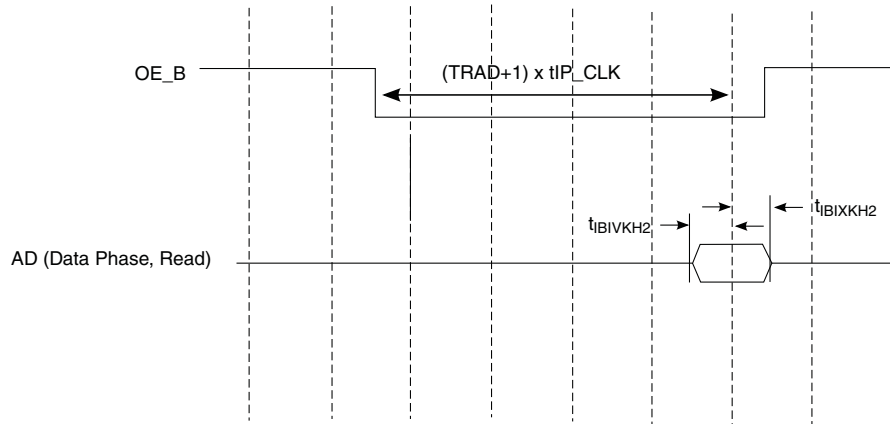 OE_B
(TRAD+1) x tIP_CLK
tIBIVKH2
tIBIXKH2
AD (Data Phase, Read)